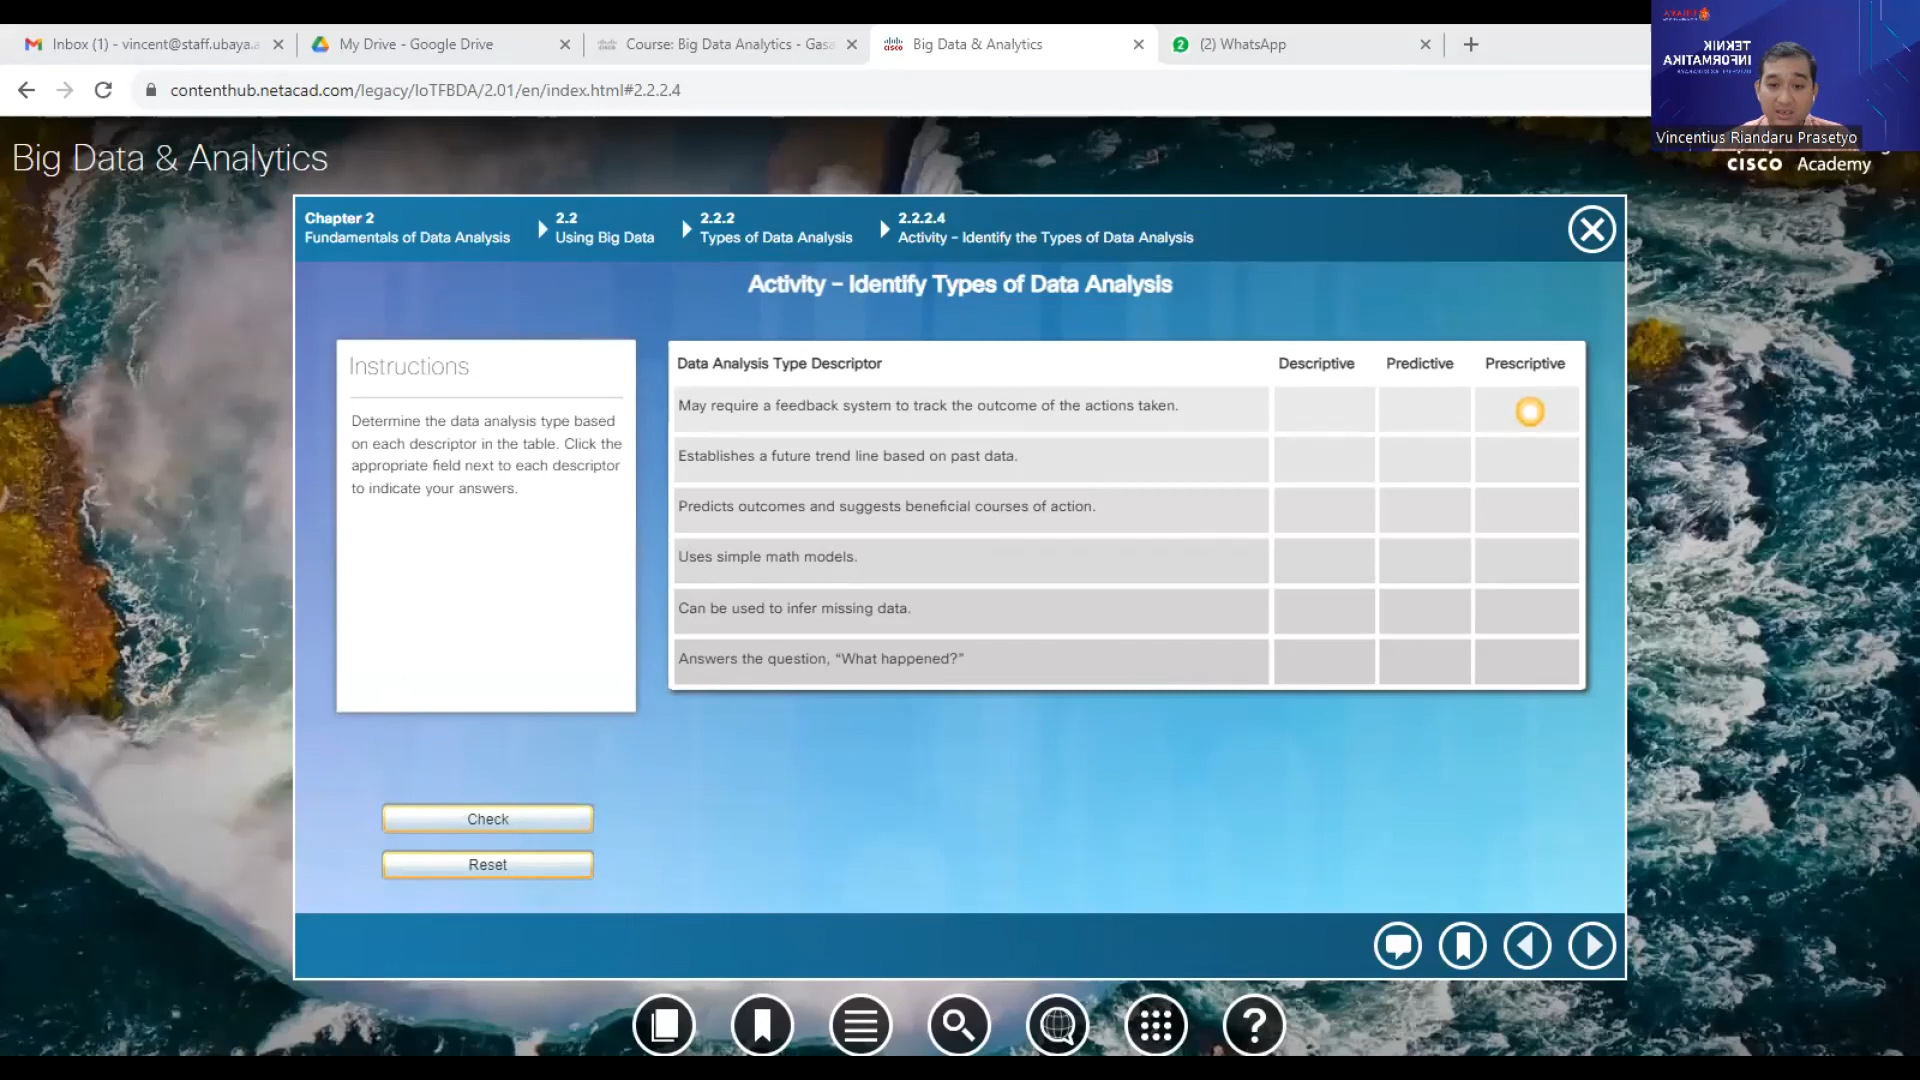 Inbox (1) - vincent@staff.ubaya.a
My Drive - Google Drive
Course: Big Data Analytics - Gasa
Big Data & Analytics
2
(2) WhatsApp
contenthub.netacad.com/legacy/IoTFBDA/2.01/en/index.html#2.2.2.4
TEKNIK
INFORMATIKA
Vincentius Riandaru Prasetyo
Big Data & Analytics
CISCO Academy
Chapter 2
Fundamentals of Data Analysis
2.2
Using Big Data
2.2.2
Types of Data Analysis
2.2.2.4
Activity – Identify the Types of Data Analysis
Activity – Identify Types of Data Analysis
Instructions
Determine the data analysis type based
on each descriptor in the table. Click the
appropriate field next to each descriptor
to indicate your answers.
Data Analysis Type Descriptor Descriptive Predictive Prescriptive
May require a feedback system to track the outcome of the actions taken.
Establishes a future trend line based on past data.
Predicts outcomes and suggests beneficial courses of action.
Uses simple math models.
Can be used to infer missing data.
Answers the question, “What happened?”
Check
Reset
?